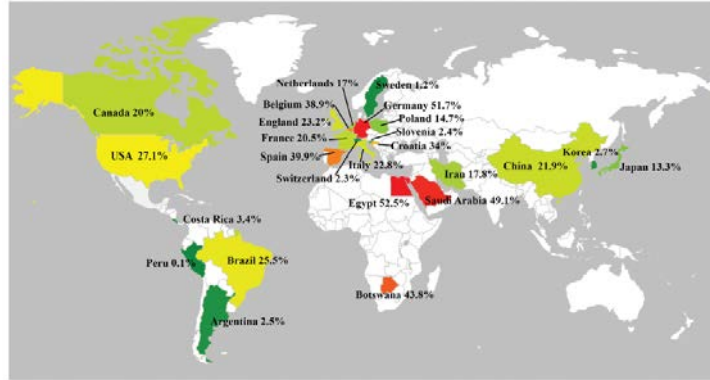 Canada 20%
USA 27.1%
Netherlands 17%
Sweden 1.2%
Belgium 38.9%
Germany 51.7%
England 23.2%
Poland 14.7%
France 20.5%
Slovenia 2.4%
Croatia 34%
Spain 39.9%
Italy 22.8%
Switzerland 2.3%
Korea 2.7%
China 21.9%
Japan 13.3%
Iran 17.8%
Egypt 52.5%
Saudi Arabia 49.1%
Costa Rica 3.4%
Peru 0.1%
Brazil 25.5%
Botswana 43.8%
Argentina 2.5%